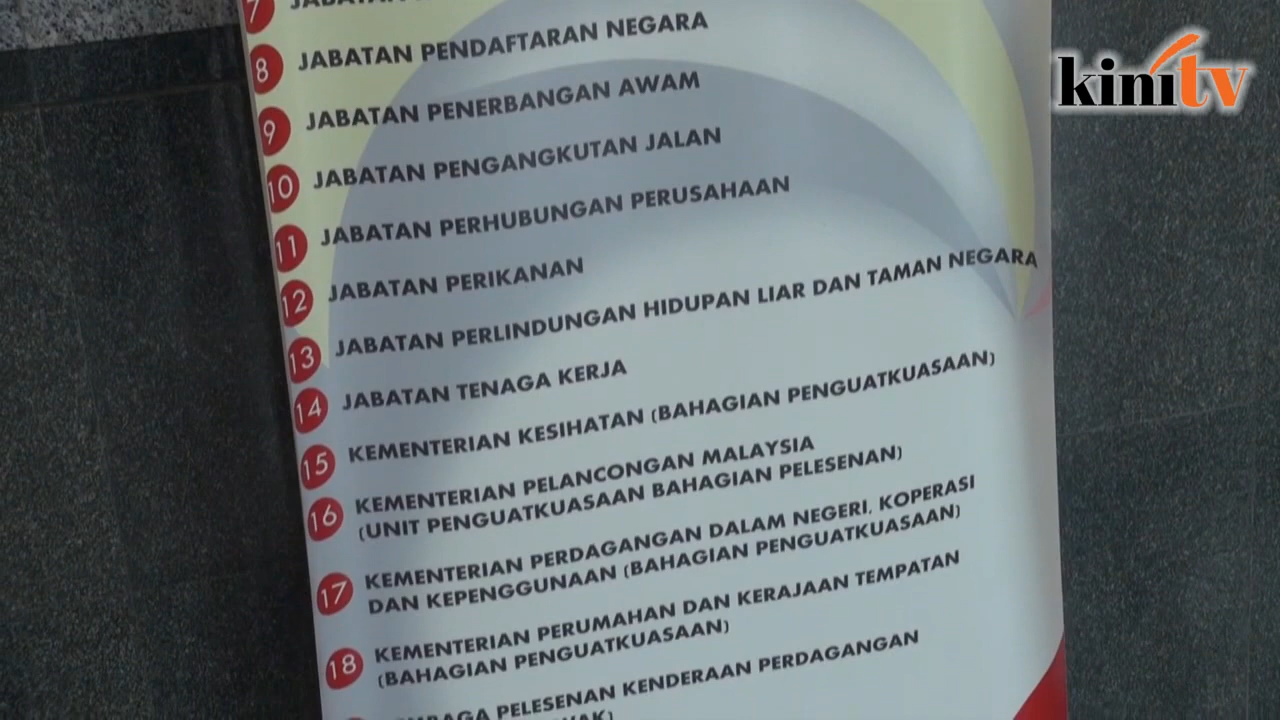 kinitv
7 JABATAN
8 JABATAN PENDAFTARAN NEGARA
9 JABATAN PENERBANGAN AWAM
10 JABATAN PENGANGKUTAN JALAN
11 JABATAN PERHUBUNGAN PERUSAHAAN
12 JABATAN PERIKANAN
13 JABATAN PERLINDUNGAN HIDUPAN LIAR DAN TAMAN NEGARA
14 JABATAN TENAGA KERJA
15 KEMENTERIAN KESIHATAN (BAHAGIAN PENGUATKUASAAN)
16 KEMENTERIAN PELANCONGAN MALAYSIA
(UNIT PENGUATKUASAAN BAHAGIAN PELESENAN)
17 KEMENTERIAN PERDAGANGAN DALAM NEGERI, KOPERASI
DAN KEPENGGUNAAN (BAHAGIAN PENGUATKUASAAN)
18 KEMENTERIAN PERUMAHAN DAN KERAJAAN TEMPATAN
(BAHAGIAN PENGUATKUASAAN)
PELESENAN KENDERAAN PERDAGANGAN